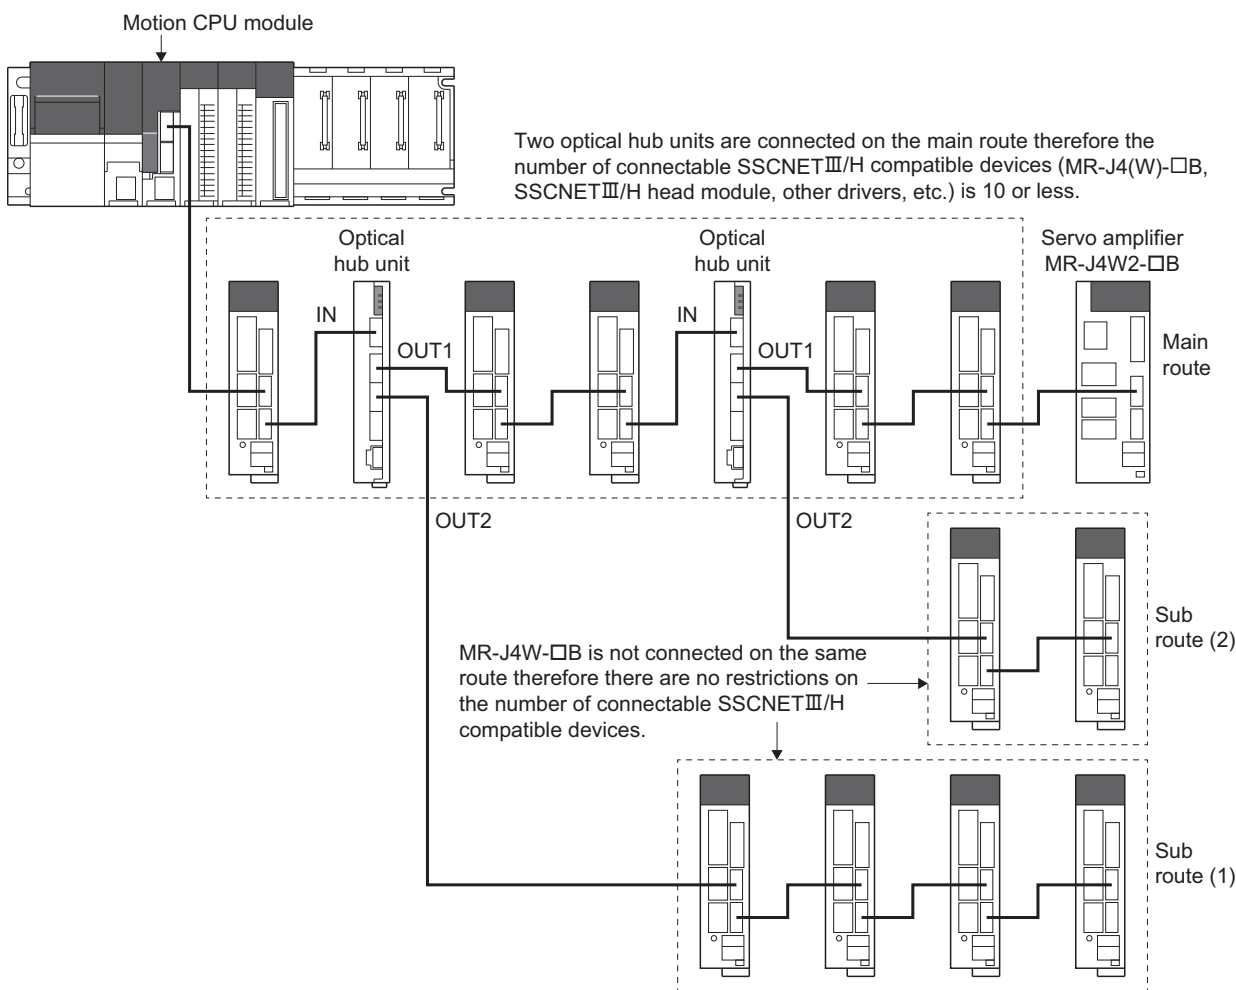 Motion CPU module
Two optical hub units are connected on the main route therefore the
number of connectable SSCNETⅢ/H compatible devices (MR-J4(W)-□B,
SSCNETⅢ/H head module, other drivers, etc.) is 10 or less.
Optical
hub unit
Optical
hub unit
Servo amplifier
MR-J4W2-□B
IN
OUT1
IN
OUT1
Main
route
OUT2
OUT2
Sub
route (2)
MR-J4W-□B is not connected on the same
route therefore there are no restrictions on
the number of connectable SSCNETⅢ/H
compatible devices.
Sub
route (1)